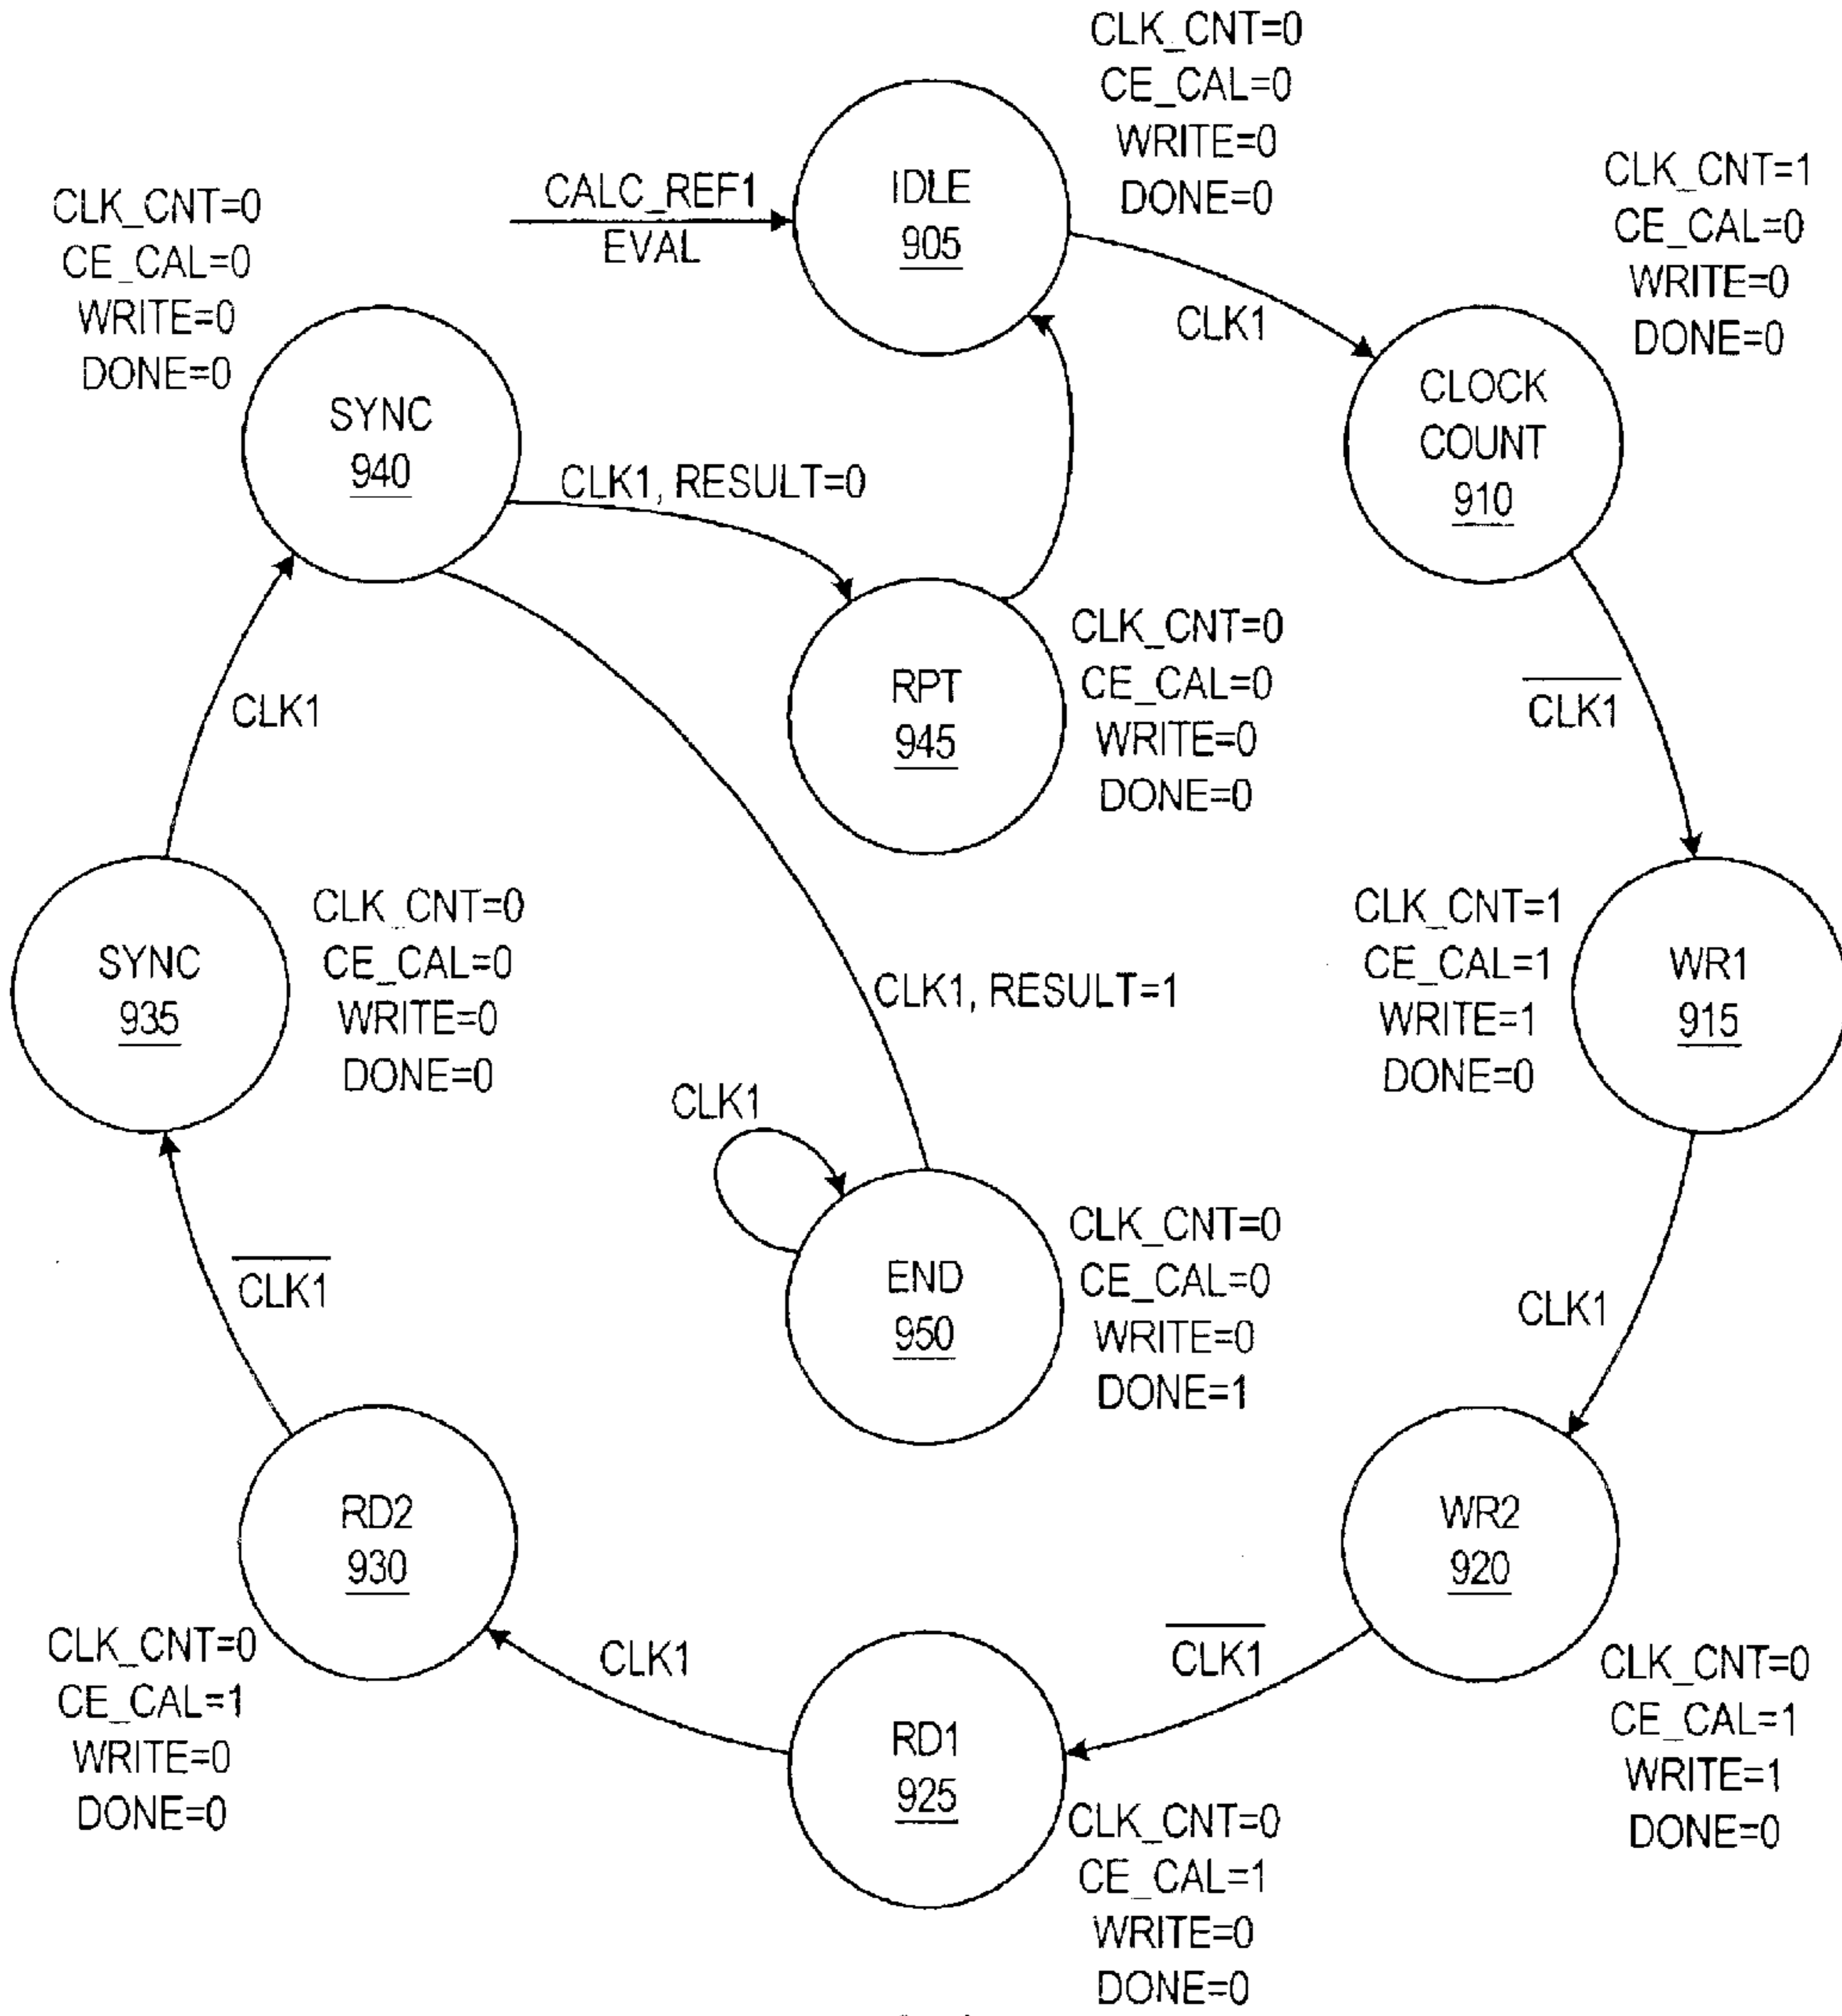 CLK_CNT=0
CE_CAL=0
WRITE=0
DONE=0
CALC_REF1
EVAL
IDLE
905
CLK1
CLK_CNT=1
CE_CAL=0
WRITE=0
DONE=0
CLOCK
COUNT
910
CLK_CNT=0
CE_CAL=0
WRITE=0
DONE=0
SYNC
940
CLK1, RESULT=0
RPT
945
CLK_CNT=0
CE_CAL=0
WRITE=0
DONE=0
CLK1
CLK1
SYNC
935
CLK_CNT=0
CE_CAL=0
WRITE=0
DONE=0
CLK1, RESULT=1
CLK_CNT=1
CE_CAL=1
WRITE=1
DONE=0
WR1
915
CLK1
END
950
CLK_CNT=0
CE_CAL=0
WRITE=0
DONE=1
CLK1
CLK1
RD2
930
CLK_CNT=0
CE_CAL=1
WRITE=0
DONE=0
CLK1
RD1
925
CLK_CNT=0
CE_CAL=1
WRITE=0
DONE=0
CLK1
WR2
920
CLK_CNT=0
CE_CAL=1
WRITE=1
DONE=0